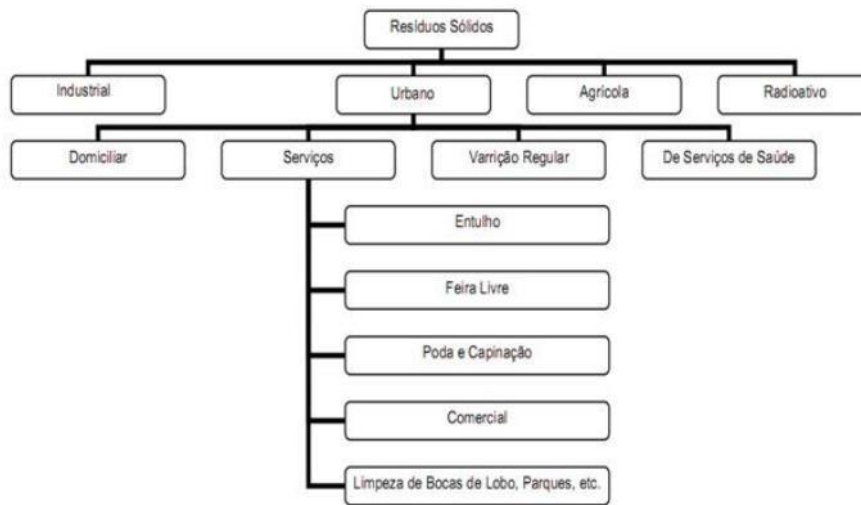 Resíduos Sólidos
Industrial
Urbano
Agrícola
Radioativo
Domiciliar
Serviços
Varrição Regular
De Serviços de Saúde
Entulho
Feira Livre
Poda e Capinação
Comercial
Limpeza de Bocas de Lobo, Parques, etc.